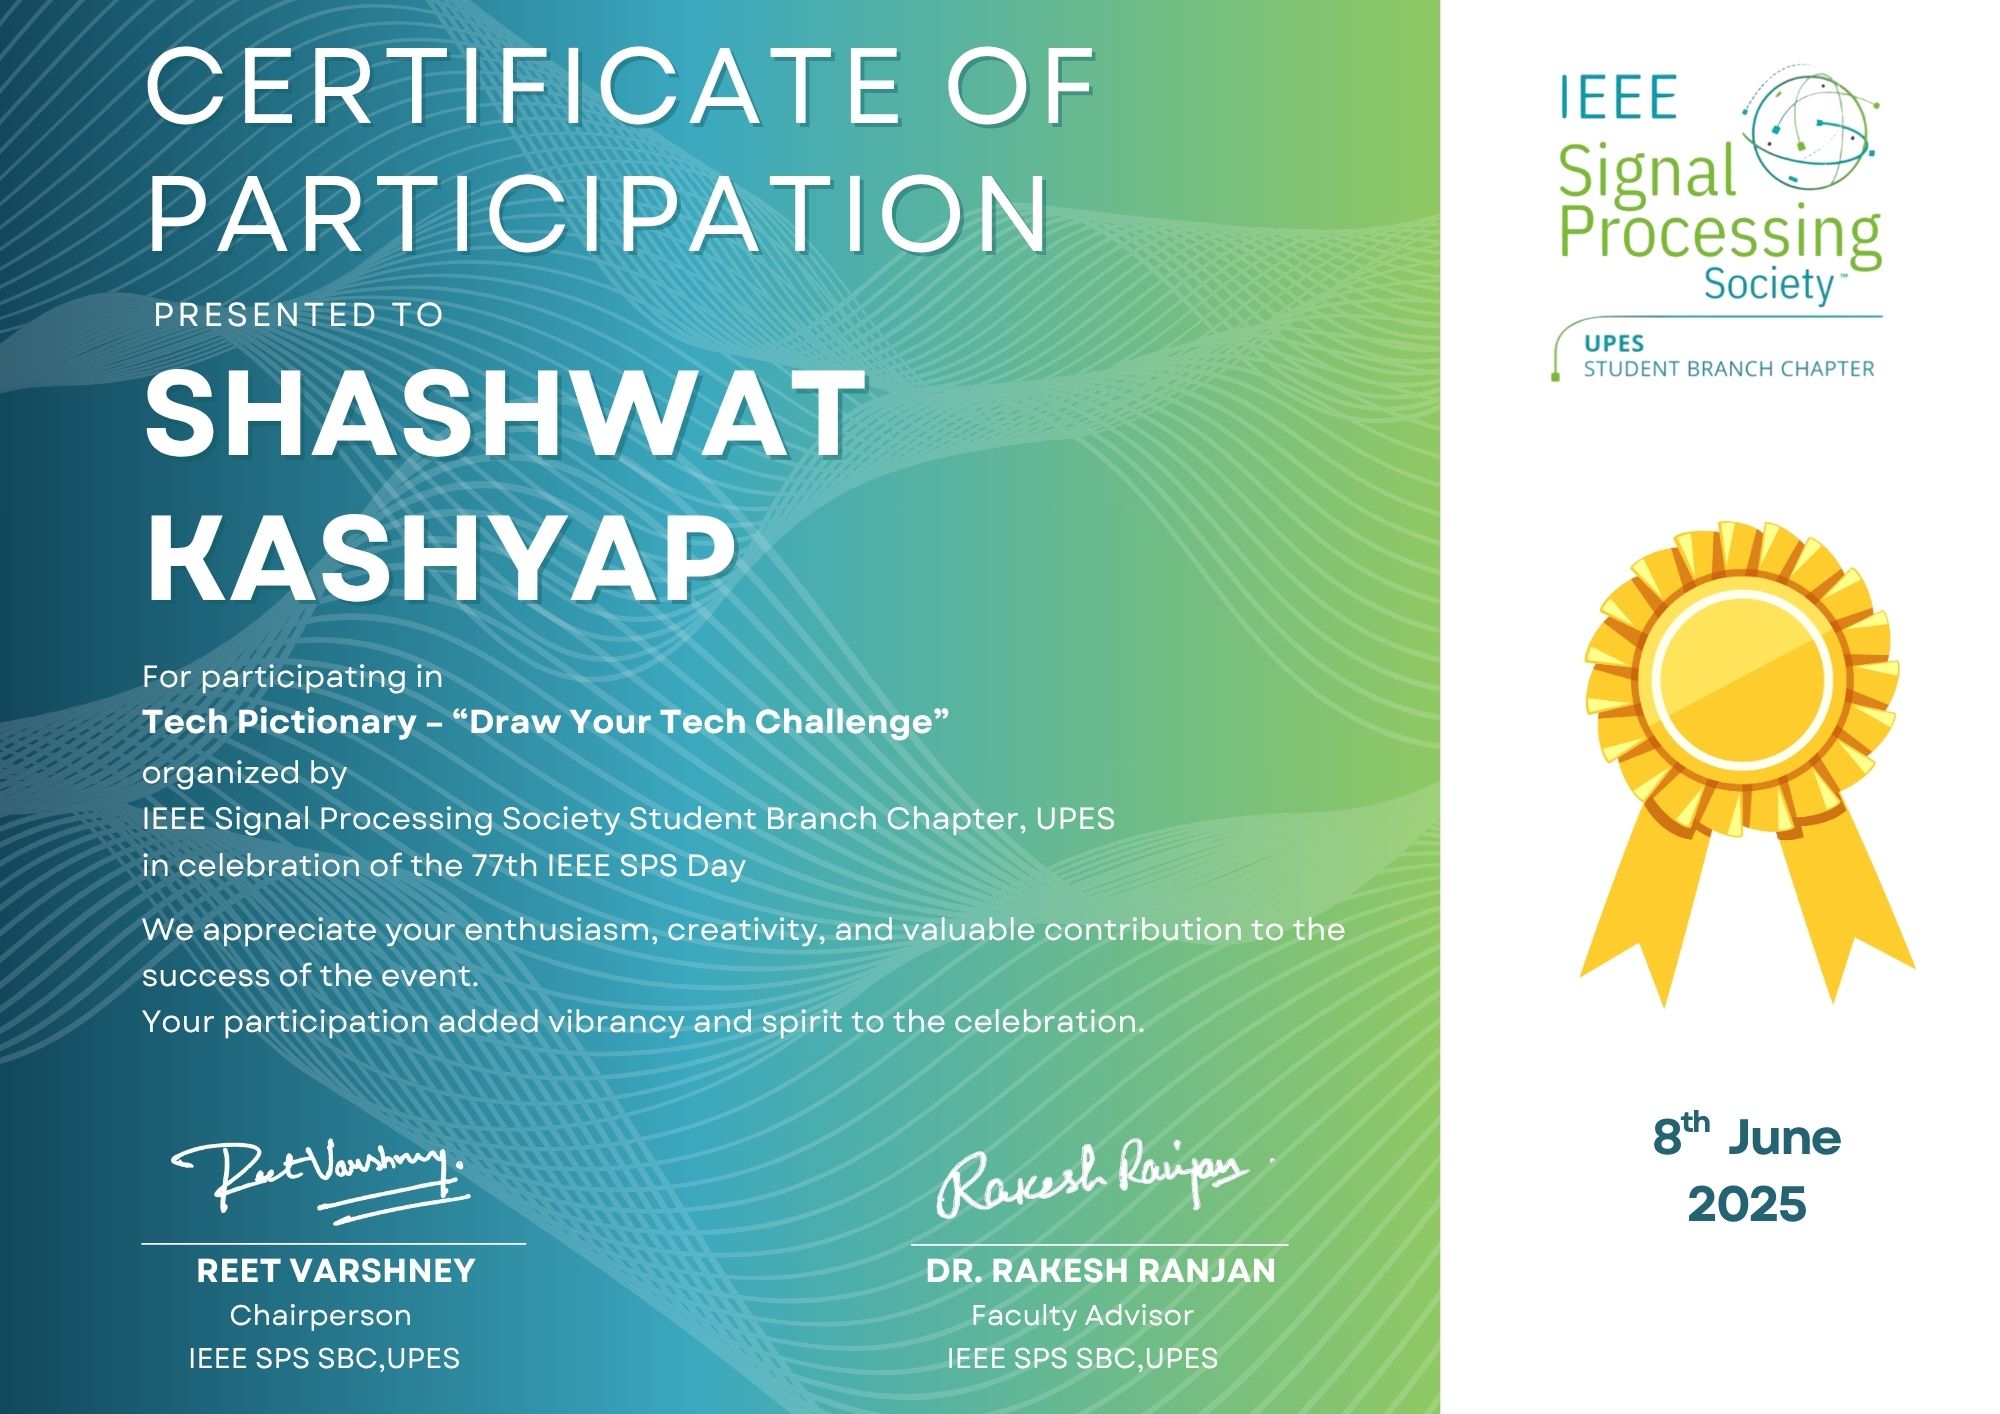 CERTIFICATE OF
PARTICIPATION
PRESENTED TO
SHASHWAT
KASHYAP
For participating in
Tech Pictionary – “Draw Your Tech Challenge”
organized by
IEEE Signal Processing Society Student Branch Chapter, UPES
in celebration of the 77th IEEE SPS Day
We appreciate your enthusiasm, creativity, and valuable contribution to the
success of the event.
Your participation added vibrancy and spirit to the celebration.
Reet Varshney.
REET VARSHNEY
Chairperson
IEEE SPS SBC,UPES
Rakesh Ranjan
DR. RAKESH RANJAN
Faculty Advisor
IEEE SPS SBC,UPES
IEEE
Signal
Processing
Society™
UPES
STUDENT BRANCH CHAPTER
8th June
2025